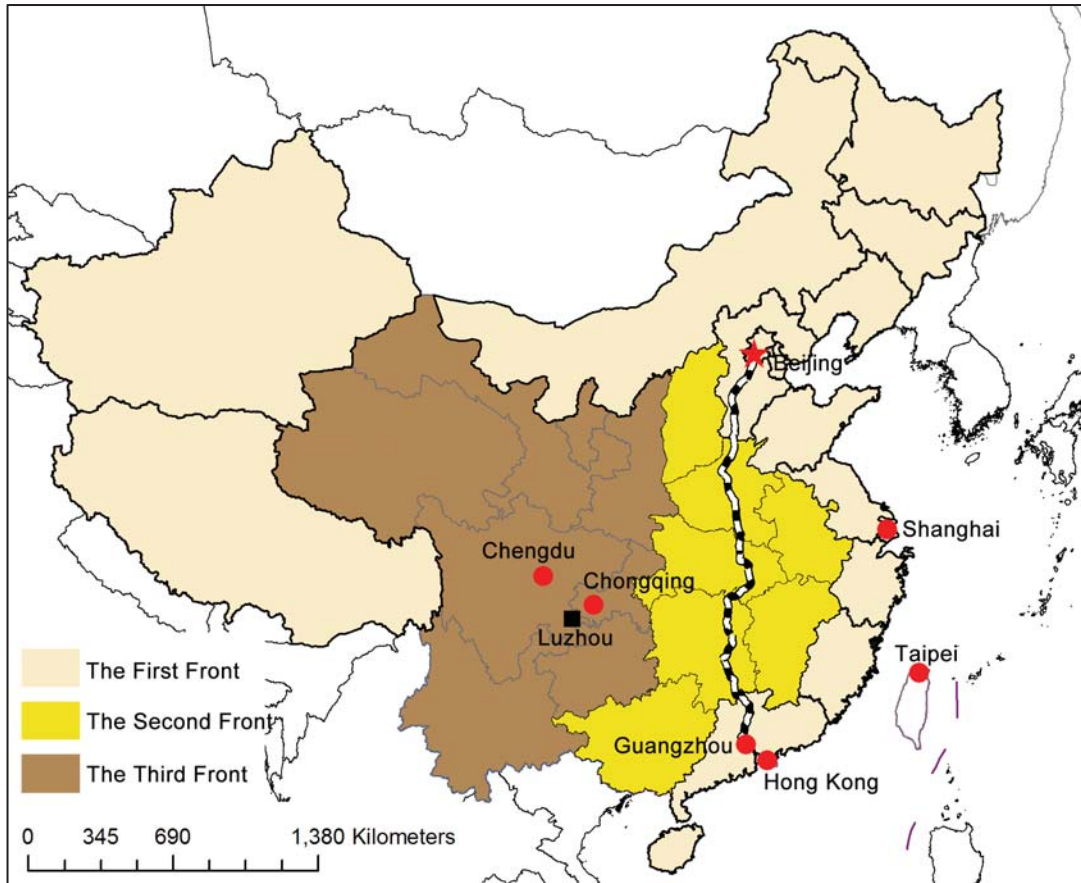 Beijing
Shanghai
Chengdu
Chongqing
Luzhou
Taipei
Guangzhou
Hong Kong
The First Front
The Second Front
The Third Front
0 345 690 1,380 Kilometers